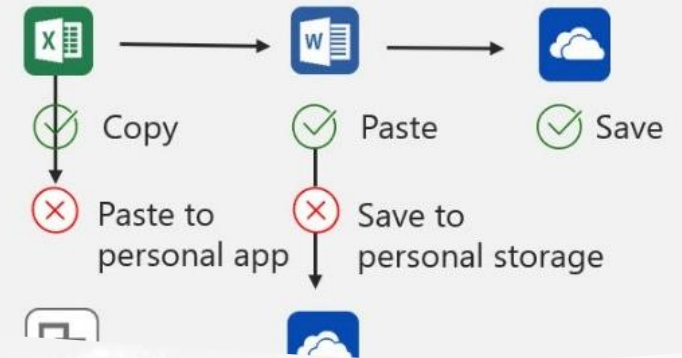 X
W
Copy
Paste
Save
Paste to
personal app
Save to
personal storage